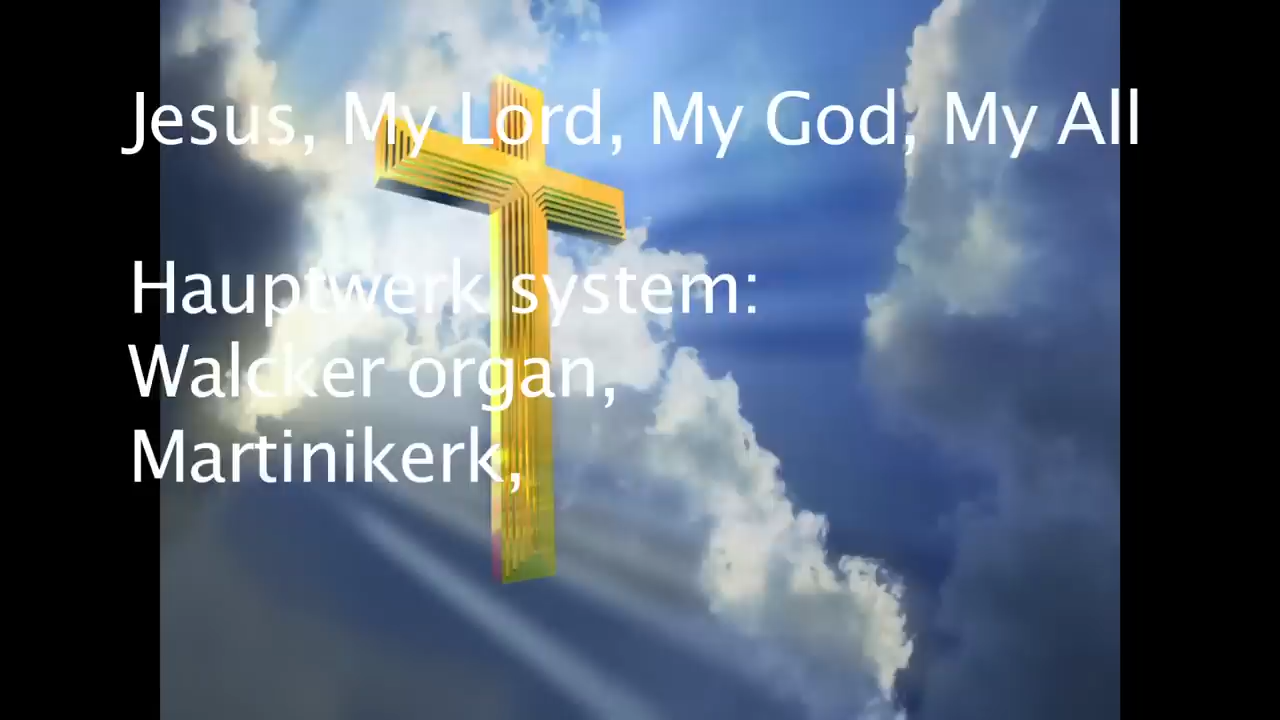 Jesus, My Lord, My God, My All
Hauptwerk system:
Walcker organ,
Martinikerk,